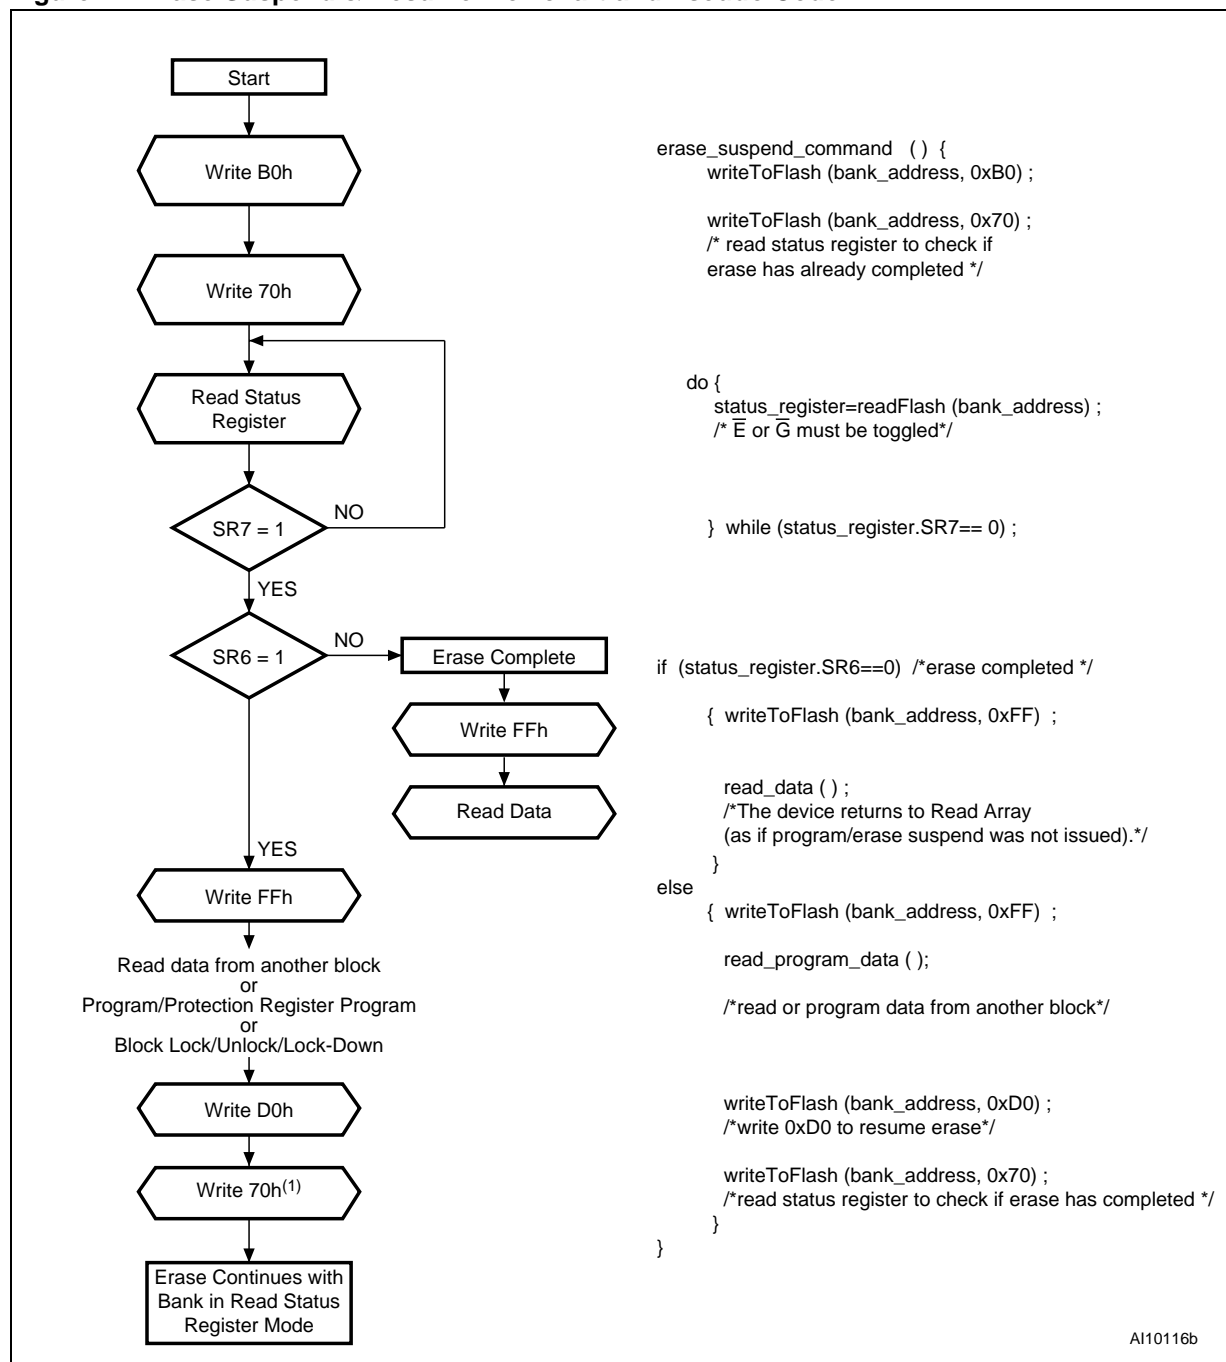 Start
Write B0h
Write 70h
Read Status
Register
NO
SR7 = 1
YES
NO
SR6 = 1
Erase Complete
Write FFh
Read Data
YES
Write FFh
Read data from another block
or
Program/Protection Register Program
or
Block Lock/Unlock/Lock-Down
Write D0h
Write 70h(1)
Erase Continues with
Bank in Read Status
Register Mode
erase_suspend_command ( ) {
writeToFlash (bank_address, 0xB0) ;
writeToFlash (bank_address, 0x70) ;
/* read status register to check if
erase has already completed */
do {
status_register=readFlash (bank_address) ;
/* E̅ or G̅ must be toggled*/
} while (status_register.SR7== 0) ;
if (status_register.SR6==0) /*erase completed */
{ writeToFlash (bank_address, 0xFF) ;
read_data ( ) ;
/*The device returns to Read Array
(as if program/erase suspend was not issued).*/
}
else
{ writeToFlash (bank_address, 0xFF) ;
read_program_data ( );
/*read or program data from another block*/
writeToFlash (bank_address, 0xD0) ;
/*write 0xD0 to resume erase*/
writeToFlash (bank_address, 0x70) ;
/*read status register to check if erase has completed */
}
}
AI10116b